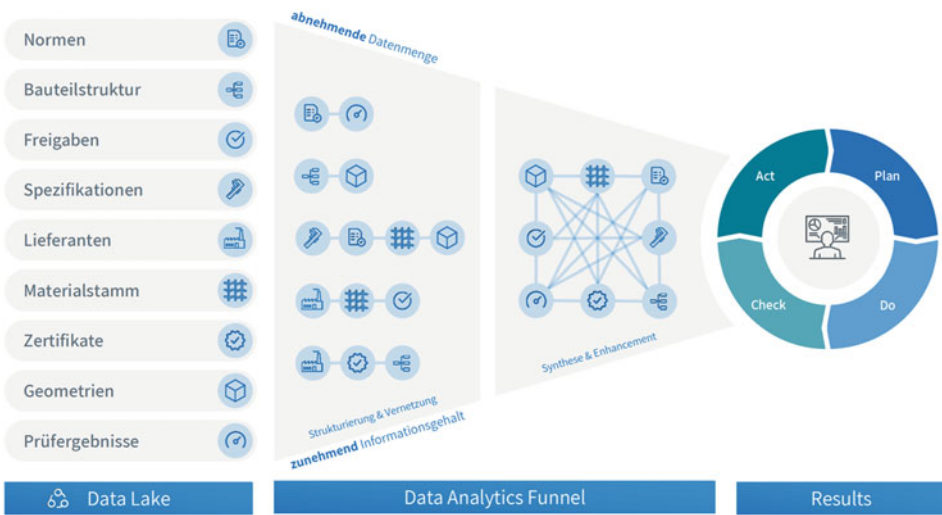 Normen
Bauteilstruktur
Freigaben
Spezifikationen
Lieferanten
Materialstamm
Zertifikate
Geometrien
Prüfergebnisse
Data Lake
abnehmende Datenmenge
Strukturierung & Vernetzung
zunehmend Informationsgehalt
Synthese & Enhancement
Data Analytics Funnel
Act
Plan
Check
Do
Results